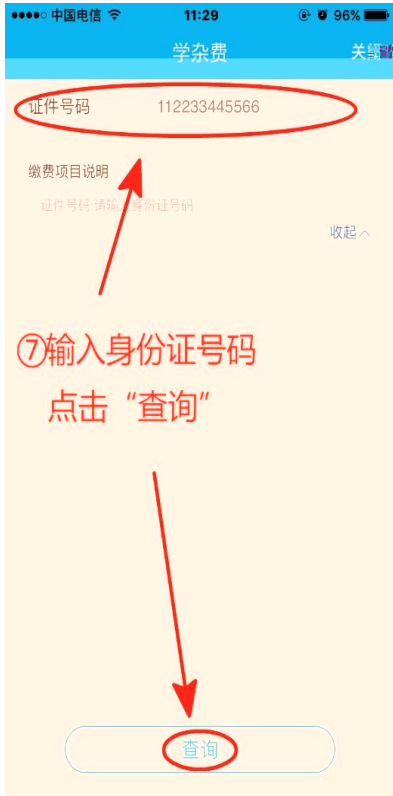 中国电信 11:29 96%
学杂费 关
证件号码 112233445566
缴费项目说明
证件号码:请输入身份证号码
收起
⑦输入身份证号码
点击“查询”
查询